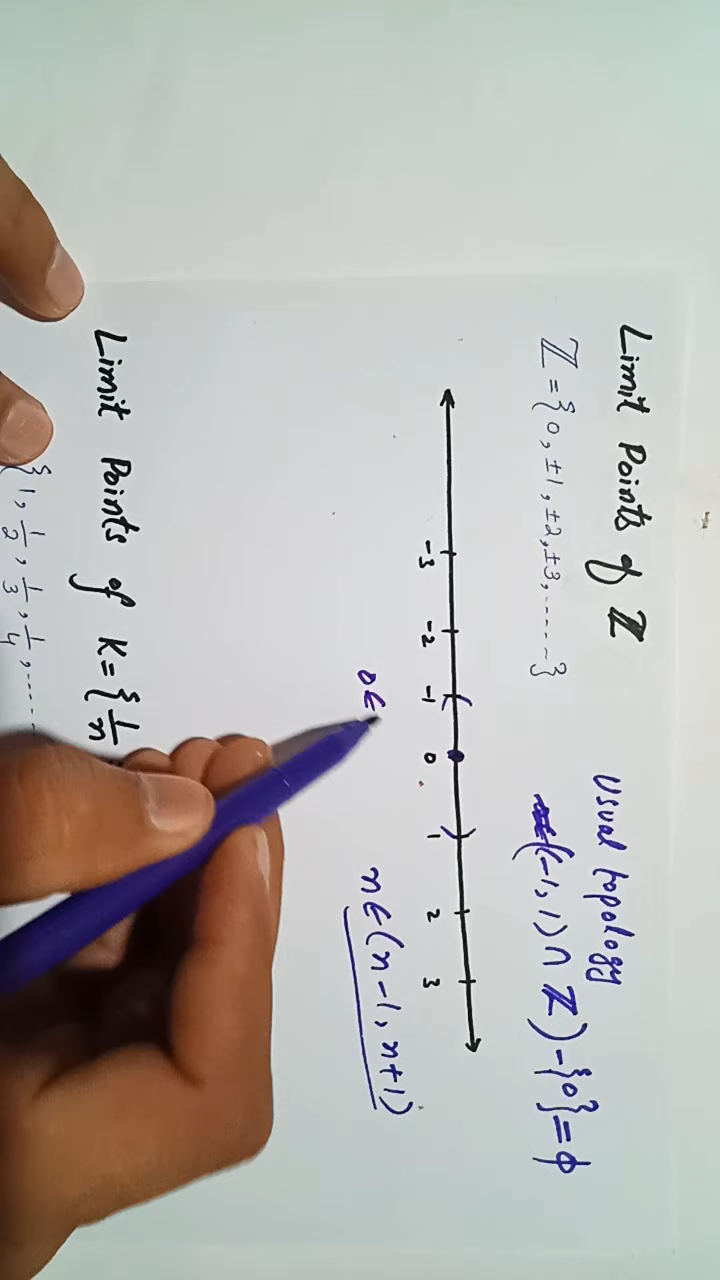 Limit Points of ℤ
Usual topology
ℤ = {0, ±1, ±2, ±3, -----}
(-1, 1) ∩ ℤ) - {0} = ϕ
-3 -2 -1 0 1 2 3
0 ∈
n ∈ (n-1, n+1)
Limit Points of K = {1/n
{1, 1/2, 1/3, 1/4, -----